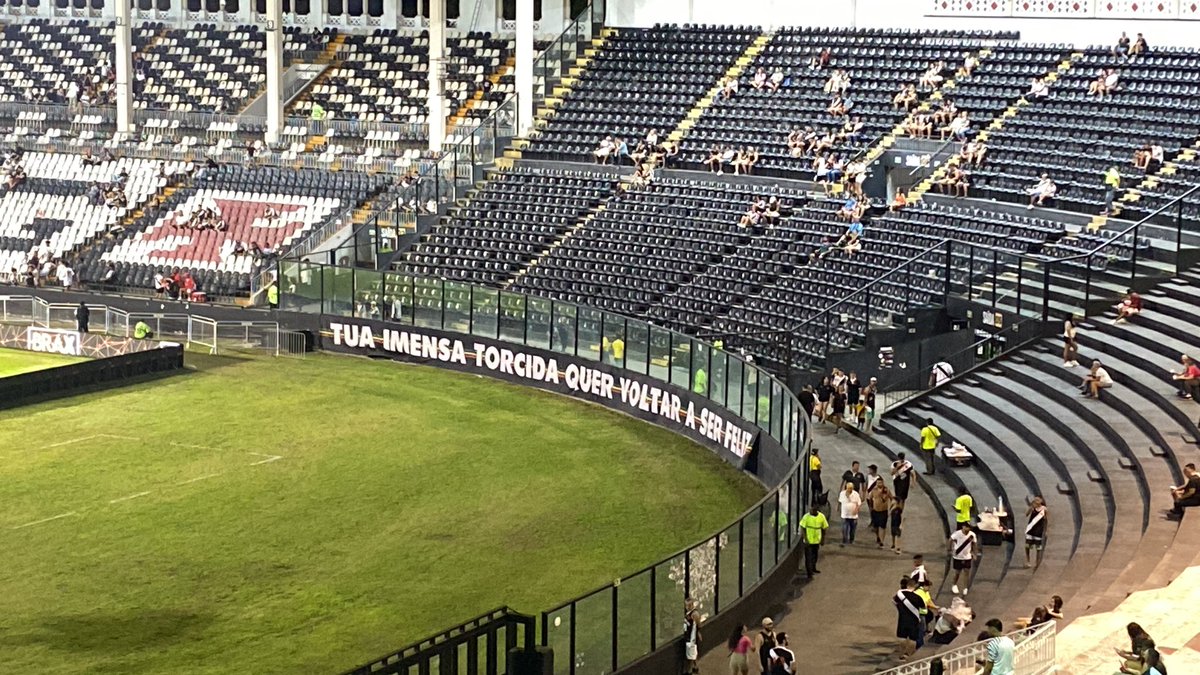 TUA IMENSA TORCIDA QUER VOLTAR A SER FELIZ
BRAX